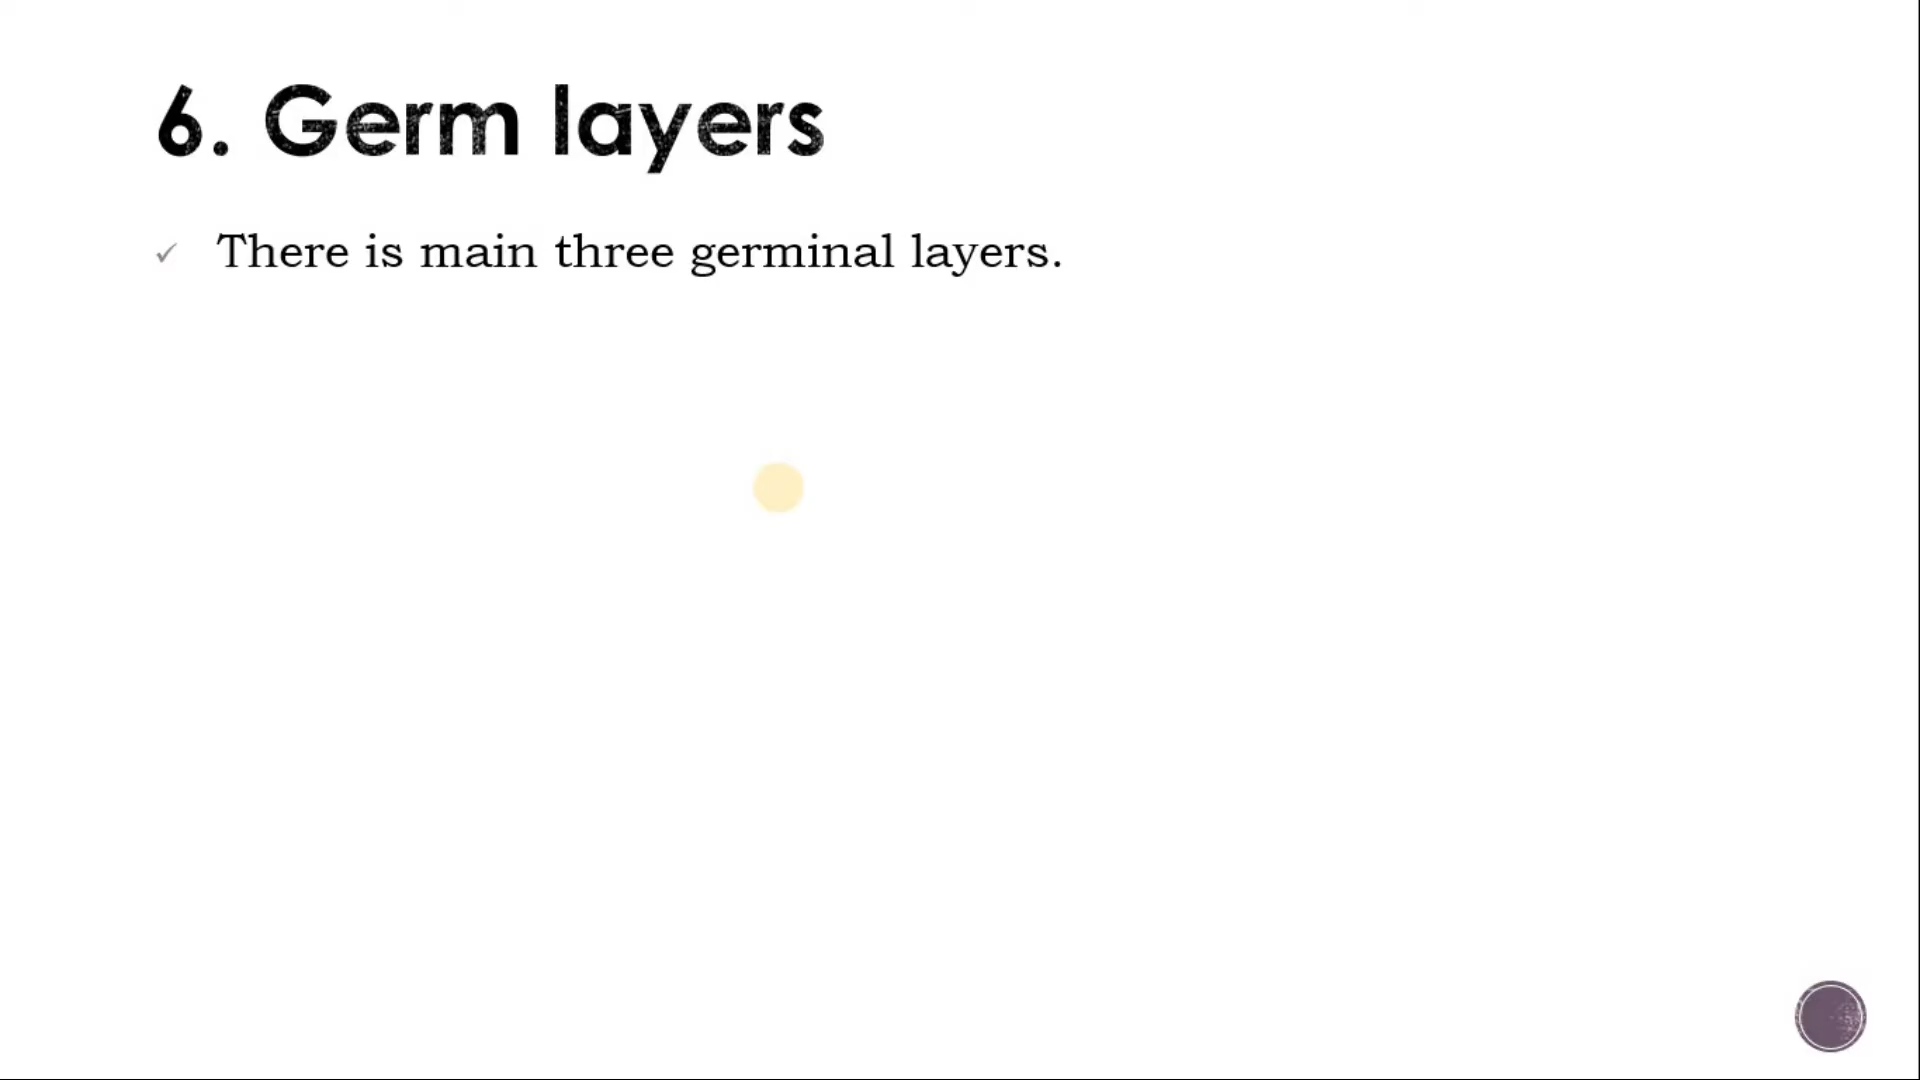 6. Germ layers
✓ There is main three germinal layers.